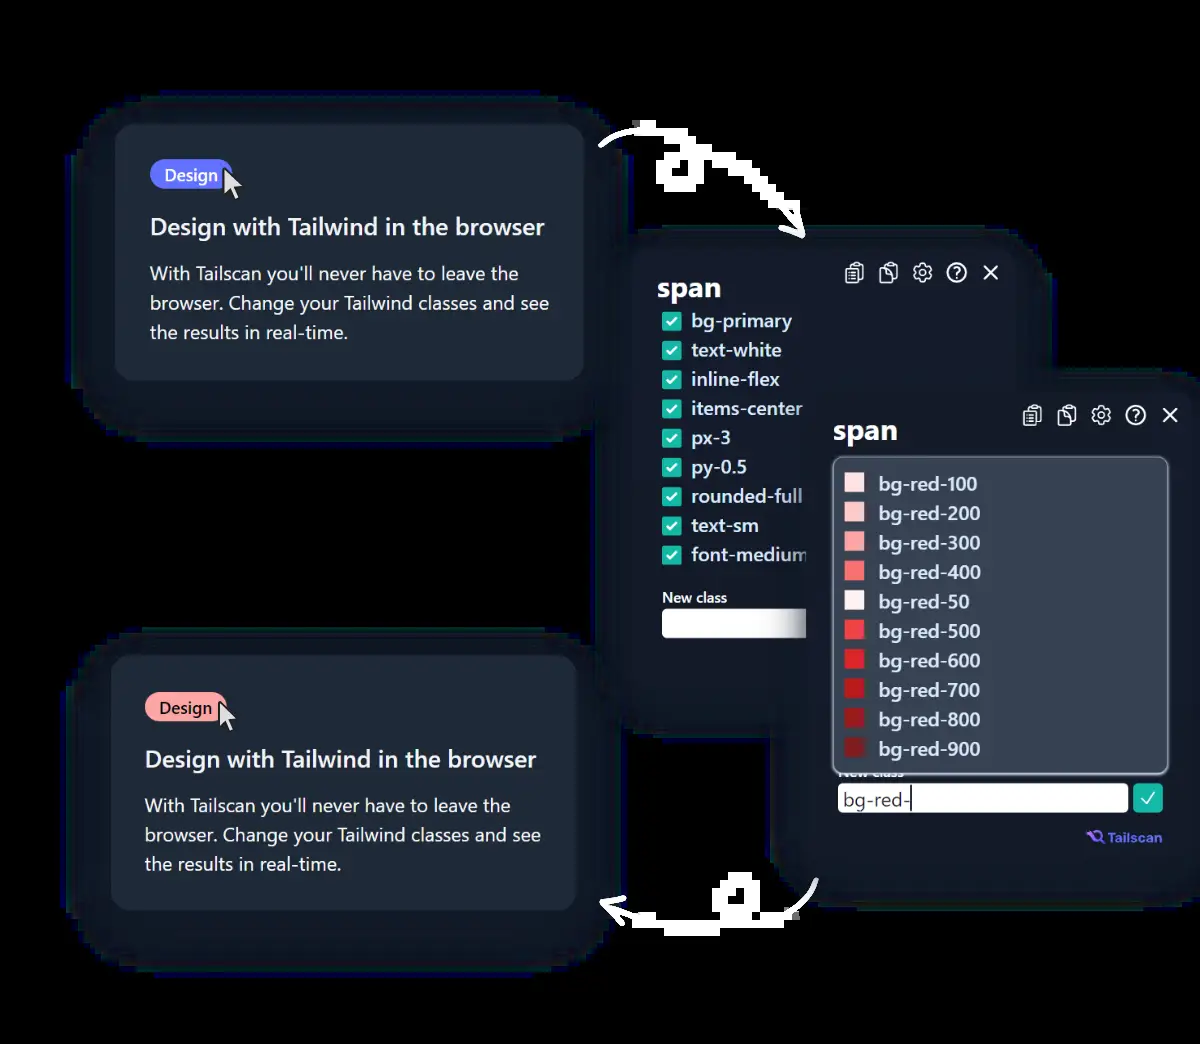 Design
Design with Tailwind in the browser
With Tailscan you'll never have to leave the
browser. Change your Tailwind classes and see
the results in real-time.
span
bg-primary
text-white
inline-flex
items-center
px-3
py-0.5
rounded-full
text-sm
font-medium
New class
span
bg-red-100
bg-red-200
bg-red-300
bg-red-400
bg-red-50
bg-red-500
bg-red-600
bg-red-700
bg-red-800
bg-red-900
New class
bg-red-
Tailscan
Design
Design with Tailwind in the browser
With Tailscan you'll never have to leave the
browser. Change your Tailwind classes and see
the results in real-time.